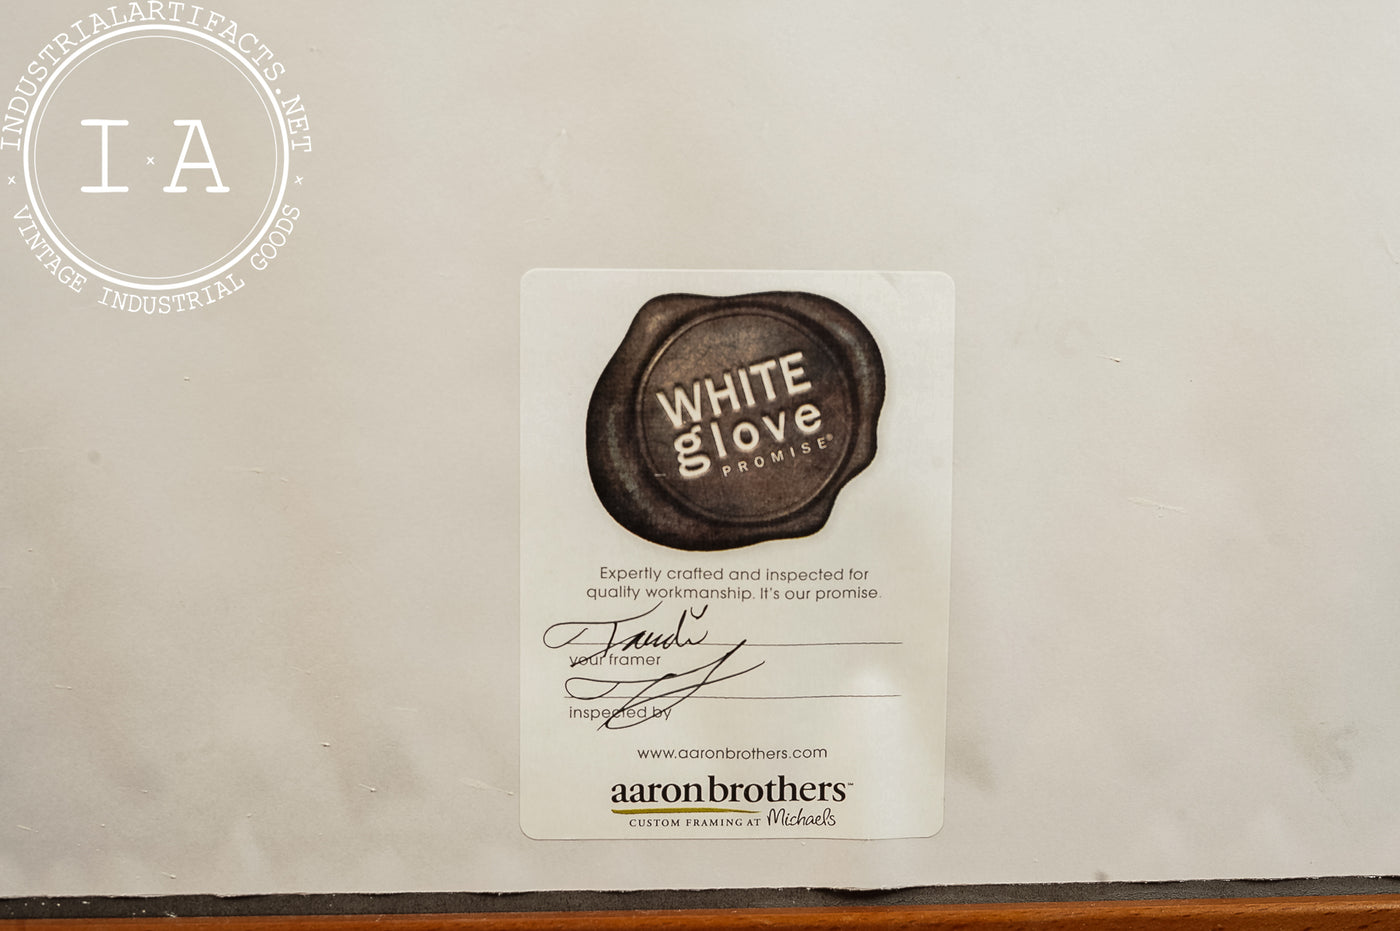 INDUSTRIALARTIFACTS.NET
I A
VINTAGE INDUSTRIAL GOODS
WHITE
glove
PROMISE®
Expertly crafted and inspected for
quality workmanship. It's our promise.
your framer
inspected by
www.aaronbrothers.com
aaronbrothers℠
CUSTOM FRAMING AT Michaels